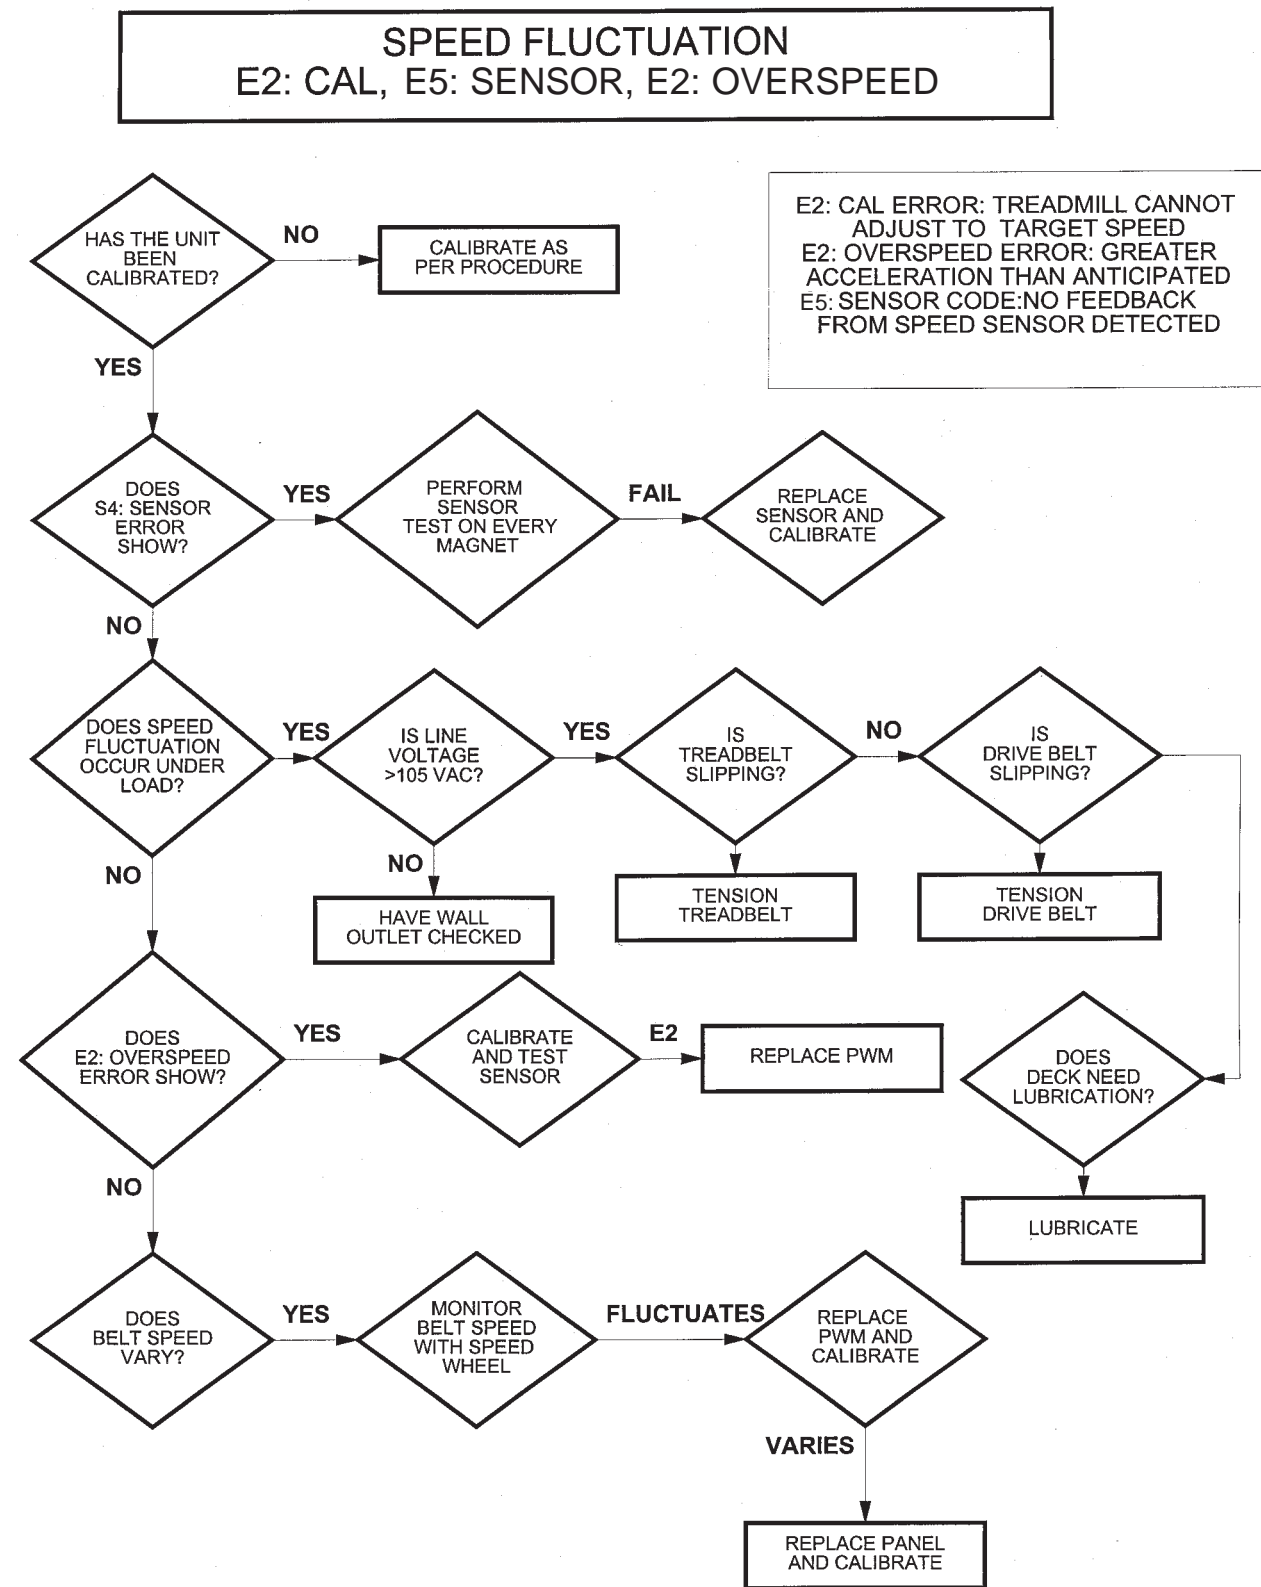 SPEED FLUCTUATION
E2: CAL, E5: SENSOR, E2: OVERSPEED
E2: CAL ERROR: TREADMILL CANNOT
ADJUST TO TARGET SPEED
E2: OVERSPEED ERROR: GREATER
ACCELERATION THAN ANTICIPATED
E5: SENSOR CODE:NO FEEDBACK
FROM SPEED SENSOR DETECTED
HAS THE UNIT
BEEN
CALIBRATED?
NO
CALIBRATE AS
PER PROCEDURE
YES
DOES
S4: SENSOR
ERROR
SHOW?
YES
PERFORM
SENSOR
TEST ON EVERY
MAGNET
FAIL
REPLACE
SENSOR AND
CALIBRATE
NO
DOES SPEED
FLUCTUATION
OCCUR UNDER
LOAD?
YES
IS LINE
VOLTAGE
>105 VAC?
YES
IS
TREADBELT
SLIPPING?
NO
IS
DRIVE BELT
SLIPPING?
NO
NO
HAVE WALL
OUTLET CHECKED
TENSION
TREADBELT
TENSION
DRIVE BELT
DOES
E2: OVERSPEED
ERROR SHOW?
YES
CALIBRATE
AND TEST
SENSOR
E2
REPLACE PWM
DOES
DECK NEED
LUBRICATION?
LUBRICATE
NO
DOES
BELT SPEED
VARY?
YES
MONITOR
BELT SPEED
WITH SPEED
WHEEL
FLUCTUATES
REPLACE
PWM AND
CALIBRATE
VARIES
REPLACE PANEL
AND CALIBRATE